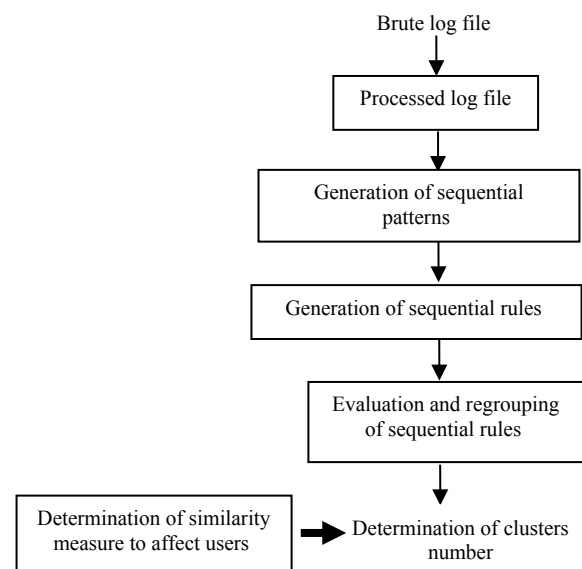 Brute log file
Processed log file
Generation of sequential
patterns
Generation of sequential rules
Evaluation and regrouping
of sequential rules
Determination of similarity
measure to affect users
Determination of clusters
number